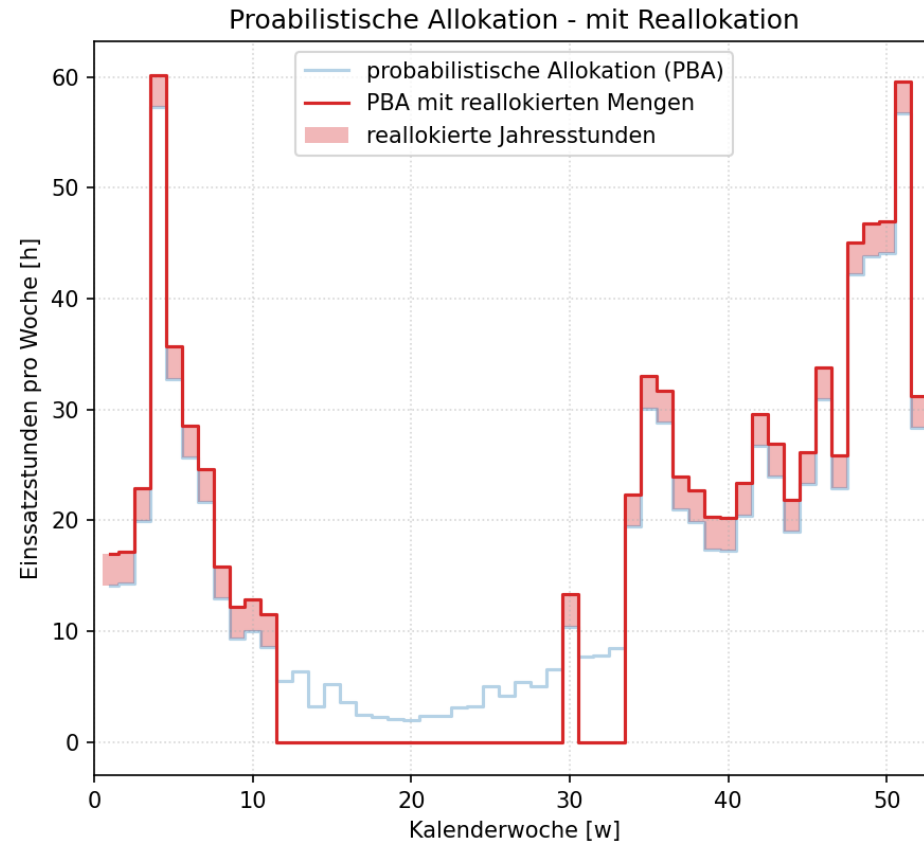 Proabilistische Allokation - mit Reallokation
probabilistische Allokation (PBA)
PBA mit reallokierten Mengen
reallokierte Jahresstunden
Einssatzstunden pro Woche [h]
60
50
40
30
20
10
0
0 10 20 30 40 50
Kalenderwoche [w]